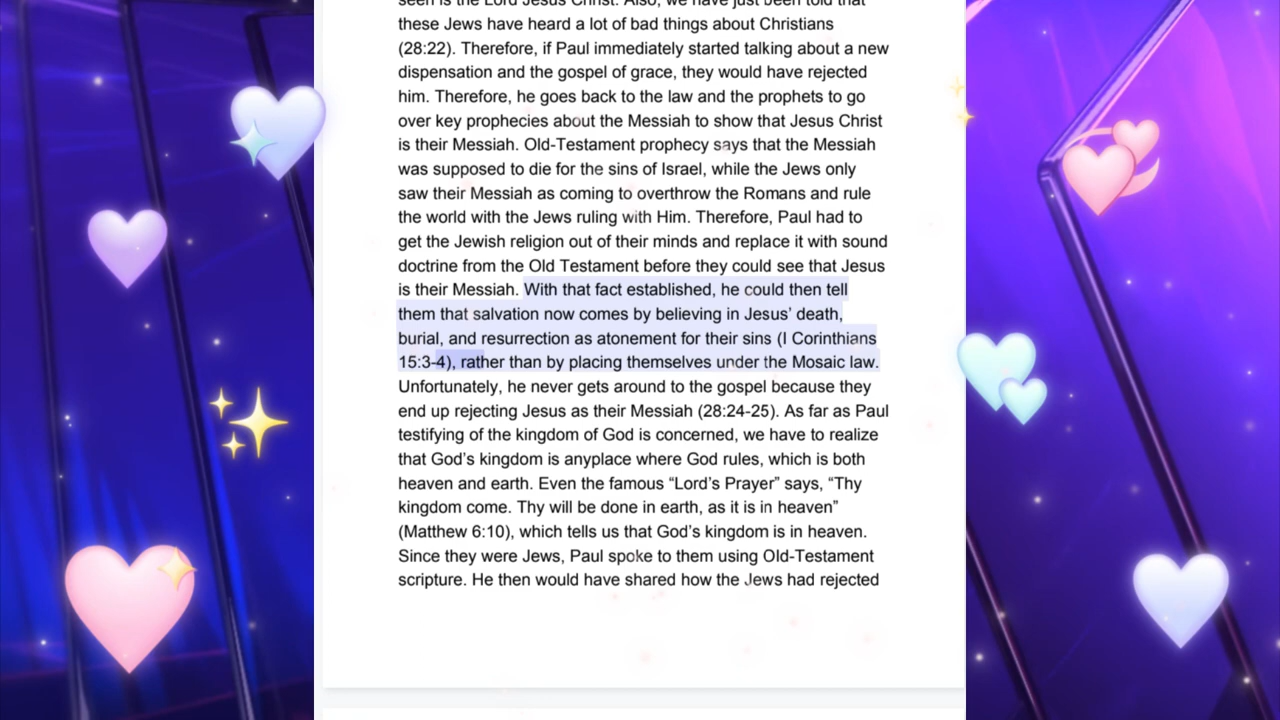 seen is the Lord Jesus Christ. Also, we have just been told that
these Jews have heard a lot of bad things about Christians
(28:22). Therefore, if Paul immediately started talking about a new
dispensation and the gospel of grace, they would have rejected
him. Therefore, he goes back to the law and the prophets to go
over key prophecies about the Messiah to show that Jesus Christ
is their Messiah. Old-Testament prophecy says that the Messiah
was supposed to die for the sins of Israel, while the Jews only
saw their Messiah as coming to overthrow the Romans and rule
the world with the Jews ruling with Him. Therefore, Paul had to
get the Jewish religion out of their minds and replace it with sound
doctrine from the Old Testament before they could see that Jesus
is their Messiah. With that fact established, he could then tell
them that salvation now comes by believing in Jesus’ death,
burial, and resurrection as atonement for their sins (I Corinthians
15:3-4), rather than by placing themselves under the Mosaic law.
Unfortunately, he never gets around to the gospel because they
end up rejecting Jesus as their Messiah (28:24-25). As far as Paul
testifying of the kingdom of God is concerned, we have to realize
that God’s kingdom is anyplace where God rules, which is both
heaven and earth. Even the famous “Lord’s Prayer” says, “Thy
kingdom come. Thy will be done in earth, as it is in heaven”
(Matthew 6:10), which tells us that God’s kingdom is in heaven.
Since they were Jews, Paul spoke to them using Old-Testament
scripture. He then would have shared how the Jews had rejected